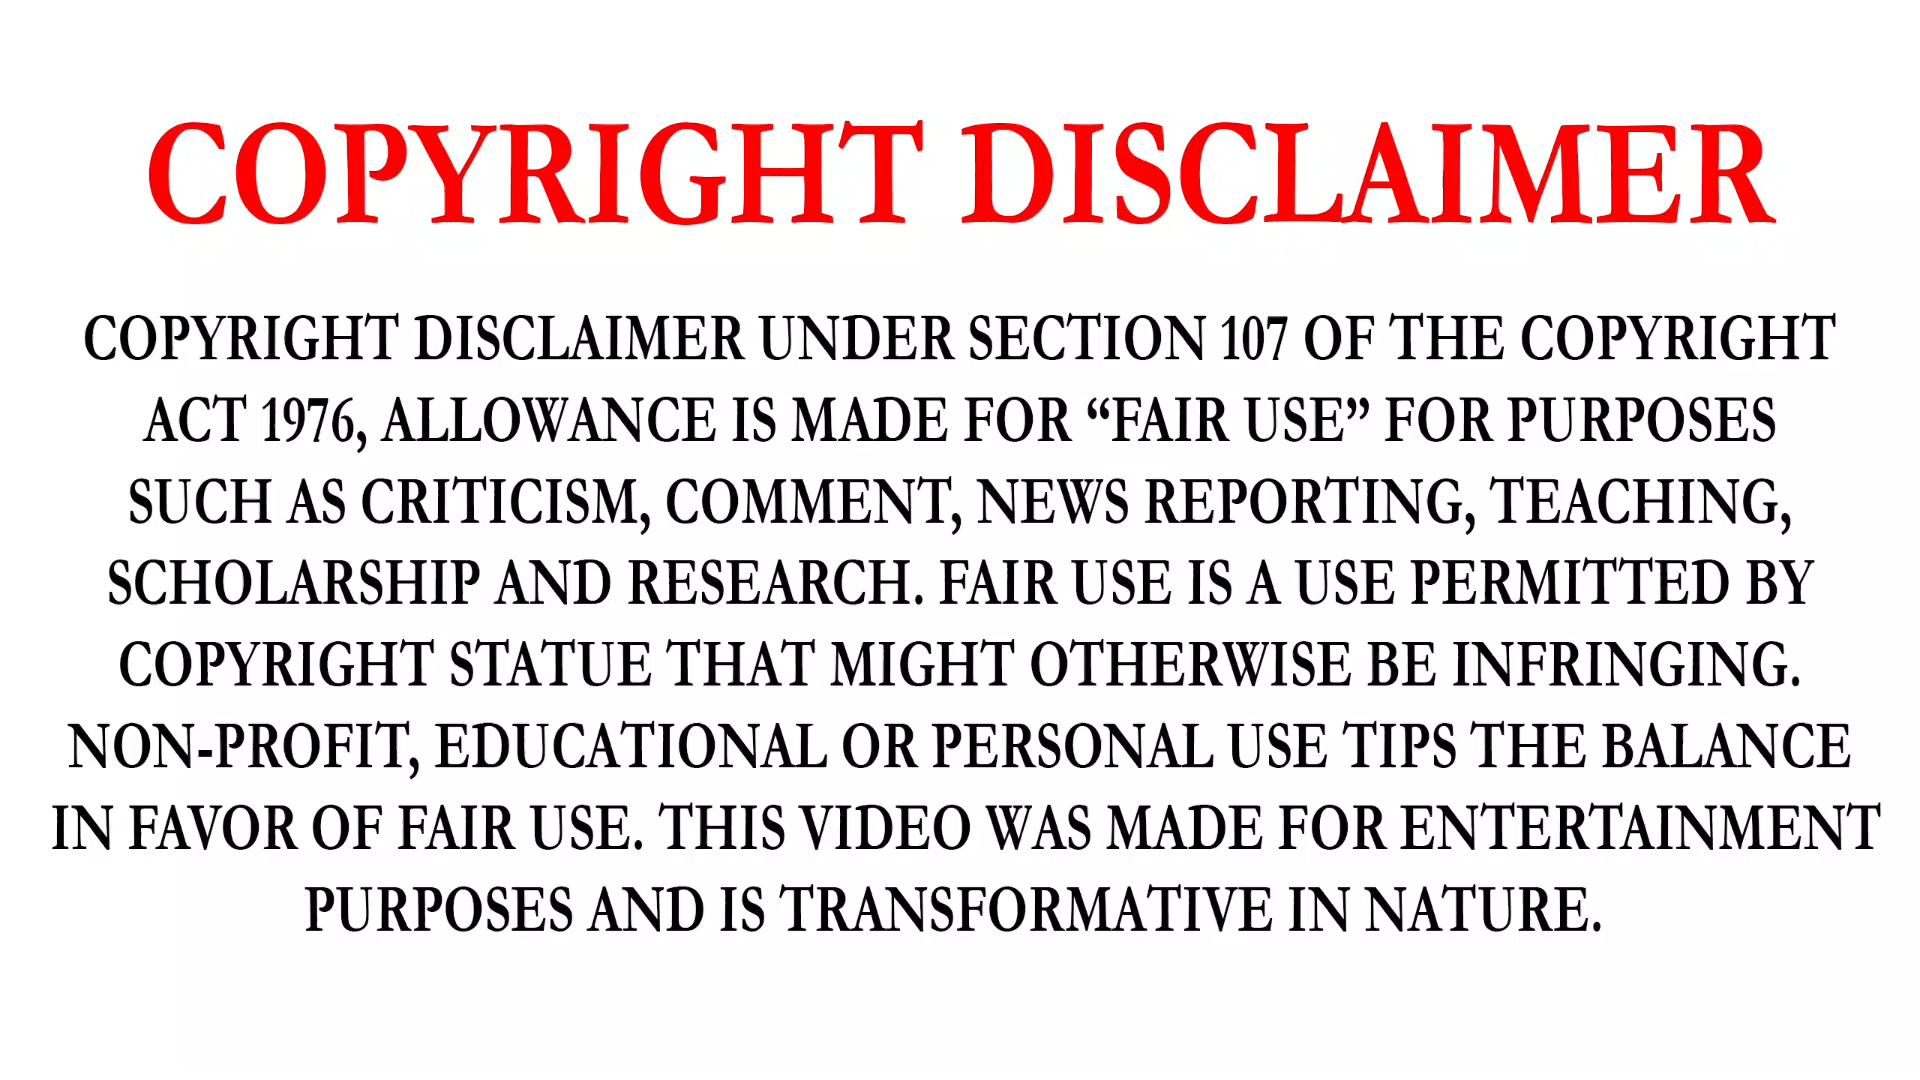 COPYRIGHT DISCLAIMER
COPYRIGHT DISCLAIMER UNDER SECTION 107 OF THE COPYRIGHT
ACT 1976, ALLOWANCE IS MADE FOR “FAIR USE” FOR PURPOSES
SUCH AS CRITICISM, COMMENT, NEWS REPORTING, TEACHING,
SCHOLARSHIP AND RESEARCH. FAIR USE IS A USE PERMITTED BY
COPYRIGHT STATUE THAT MIGHT OTHERWISE BE INFRINGING.
NON-PROFIT, EDUCATIONAL OR PERSONAL USE TIPS THE BALANCE
IN FAVOR OF FAIR USE. THIS VIDEO WAS MADE FOR ENTERTAINMENT
PURPOSES AND IS TRANSFORMATIVE IN NATURE.